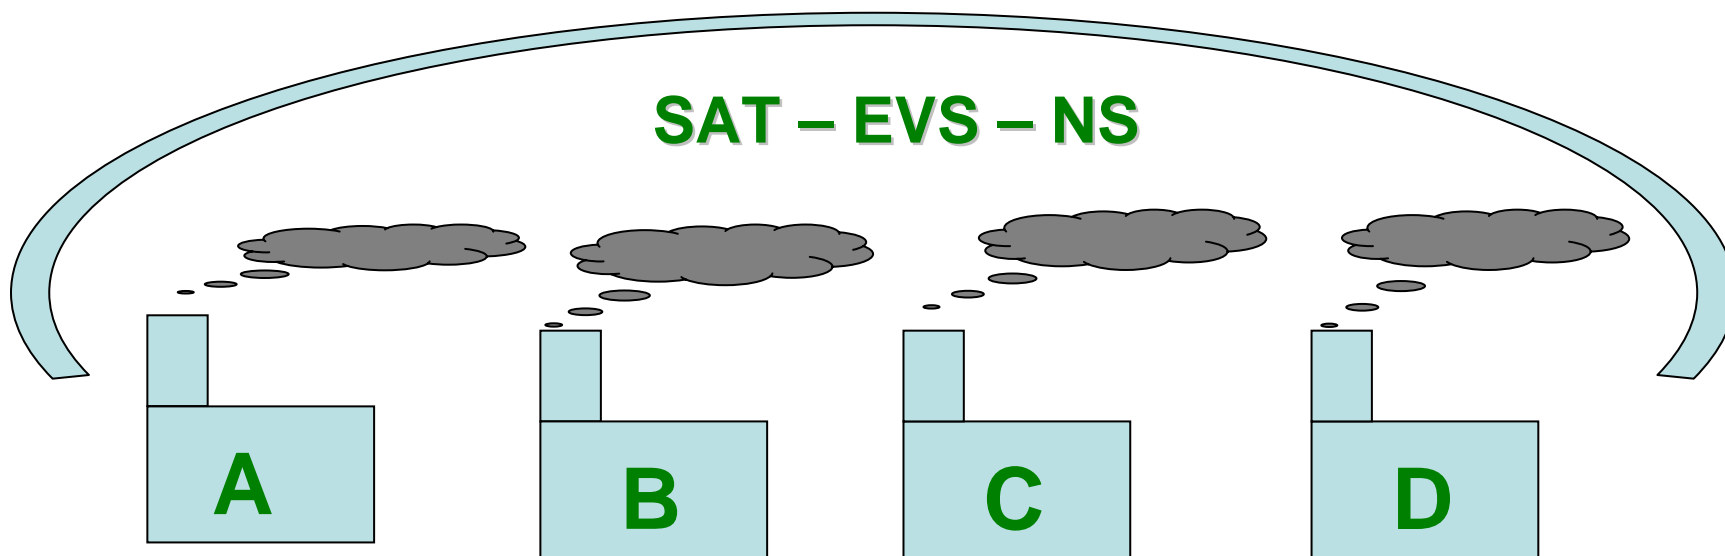 SAT – EVS – NS
A B C D